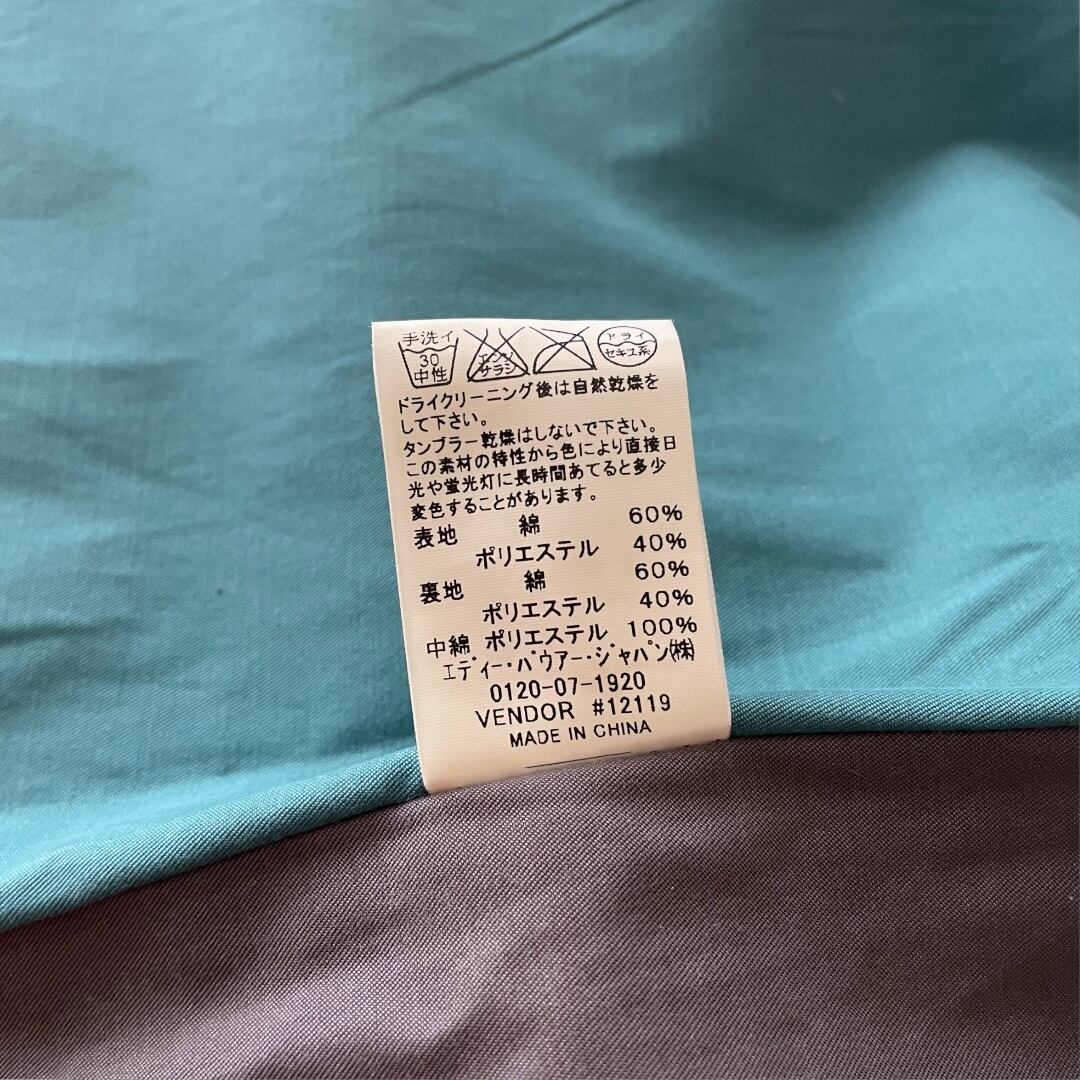 手洗イ
30
中性
エンソ
サラシ
ドライ
セキユ系
ドライクリーニング後は自然乾燥を
して下さい。
タンブラー乾燥はしないで下さい。
この素材の特性から色により直接日
光や蛍光灯に長時間あてると多少
変色することがあります。
表地 綿 60%
ポリエステル 40%
裏地 綿 60%
ポリエステル 40%
中綿 ポリエステル 100%
エディー・バウアー・ジャパン㈱
0120-07-1920
VENDOR #12119
MADE IN CHINA